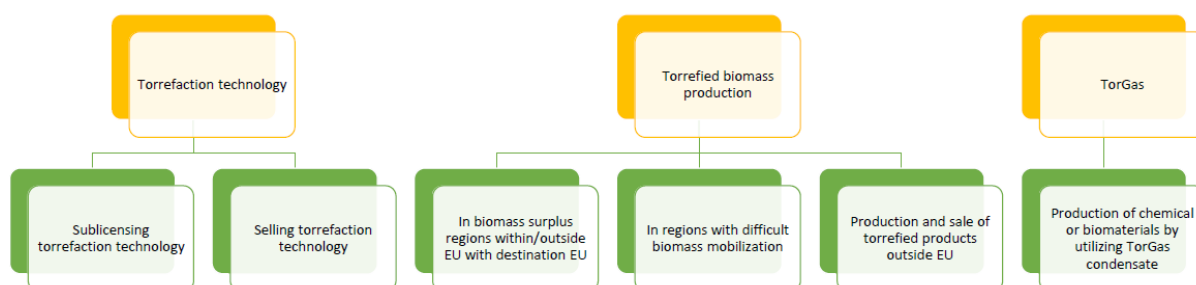 Torrefaction technology
Torrefied biomass
production
TorGas
Sublicensing
torrefaction technology
Selling torrefaction
technology
In biomass surplus
regions within/outside
EU with destination EU
In regions with difficult
biomass mobilization
Production and sale of
torrefied products
outside EU
Production of chemical
or biomaterials by
utilizing TorGas
condensate